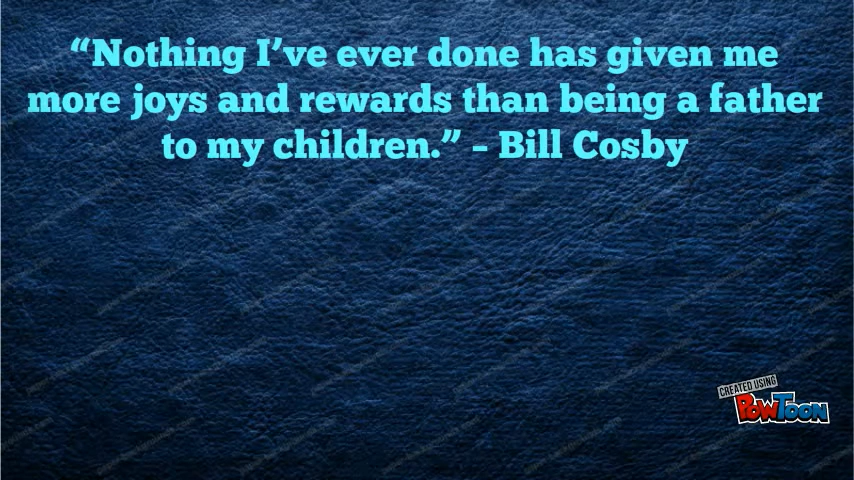 “Nothing I’ve ever done has given me
more joys and rewards than being a father
to my children.” – Bill Cosby
CREATED USING
POWTOON